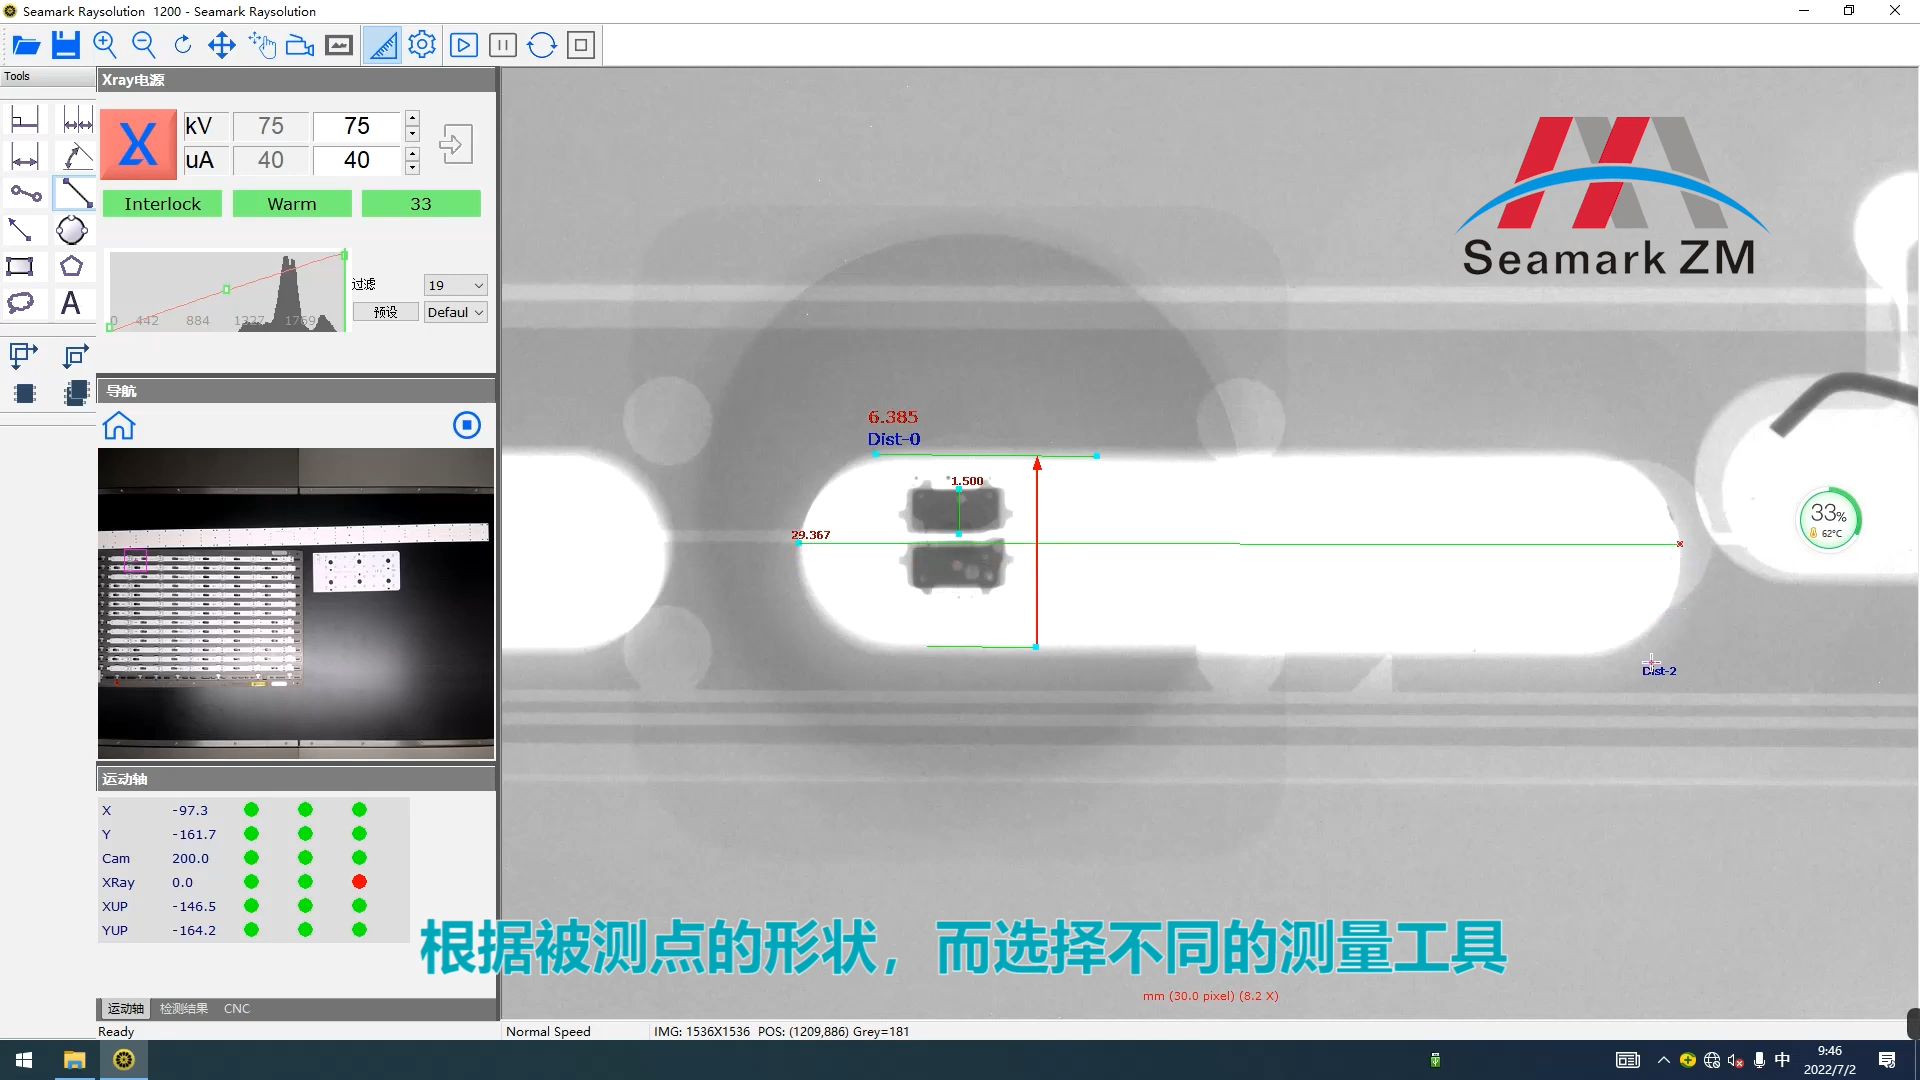 Seamark Raysolution 1200 - Seamark Raysolution
Tools
Xray电源
X
kV 75 75
uA 40 40
Interlock Warm 33
过滤 19
0 442 884 1327 1769
预设 Defaul
导航
运动轴
X -97.3
Y -161.7
Cam 200.0
XRay 0.0
XUP -146.5
YUP -164.2
运动轴 检测结果 CNC
Ready
Seamark ZM
6.385
Dist-0
1.500
29.367
Dist-2
33%
62°C
根据被测点的形状，而选择不同的测量工具
mm (30.0 pixel) (8.2 X)
Normal Speed IMG: 1536X1536 POS: (1209,886) Grey=181
中
9:46
2022/7/2